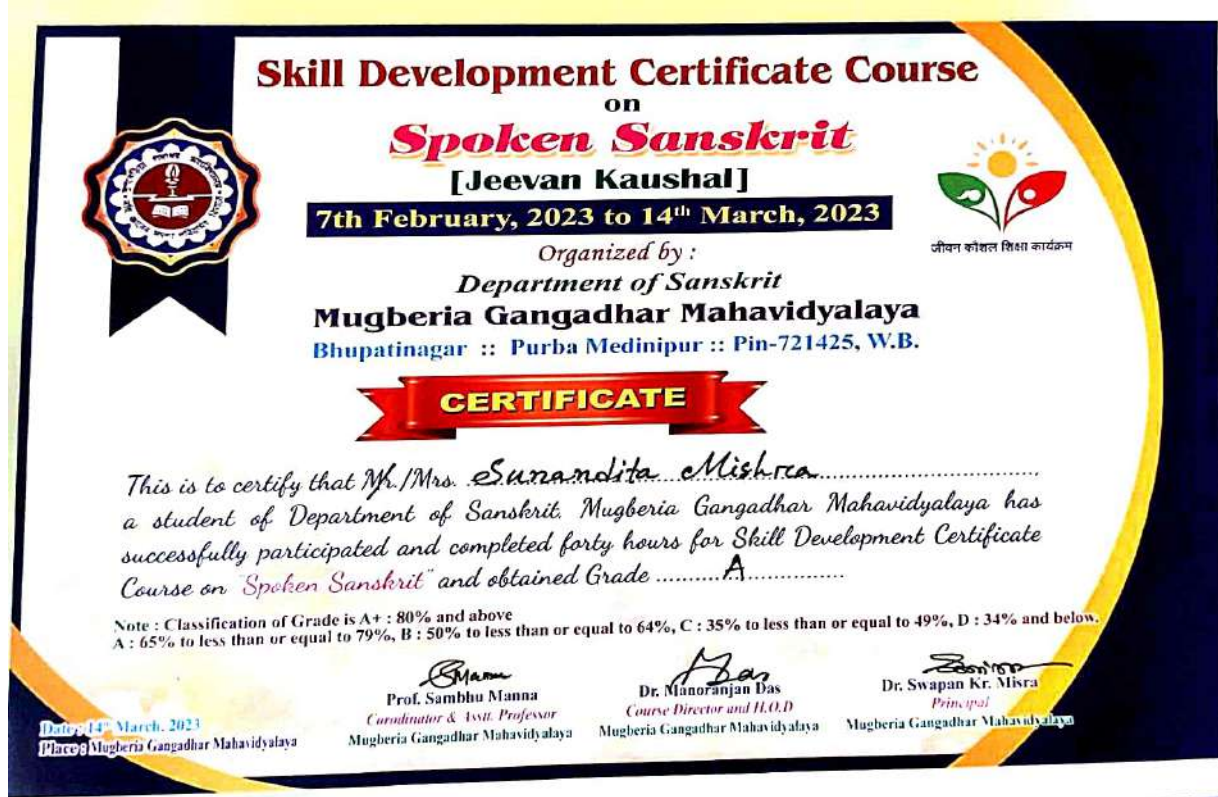 Skill Development Certificate Course
on
Spoken Sanskrit
[Jeevan Kaushal]
7th February, 2023 to 14th March, 2023
जीवन कौशल शिक्षा कार्यक्रम
Organized by :
Department of Sanskrit
Mugberia Gangadhar Mahavidyalaya
Bhupatinagar :: Purba Medinipur :: Pin-721425, W.B.
CERTIFICATE
This is to certify that Mr./Mrs. Sunandita Mishra
a student of Department of Sanskrit, Mugberia Gangadhar Mahavidyalaya has
successfully participated and completed forty hours for Skill Development Certificate
Course on "Spoken Sanskrit" and obtained Grade ..........A..............
Note : Classification of Grade is A+ : 80% and above
A : 65% to less than or equal to 79%, B : 50% to less than or equal to 64%, C : 35% to less than or equal to 49%, D : 34% and below.
Prof. Sambhu Manna
Coordinator & Asst. Professor
Mugberia Gangadhar Mahavidyalaya
Dr. Manoranjan Das
Course Director and H.O.D
Mugberia Gangadhar Mahavidyalaya
Dr. Swapan Kr. Misra
Principal
Mugberia Gangadhar Mahavidyalaya
Date : 14th March, 2023
Place : Mugberia Gangadhar Mahavidyalaya